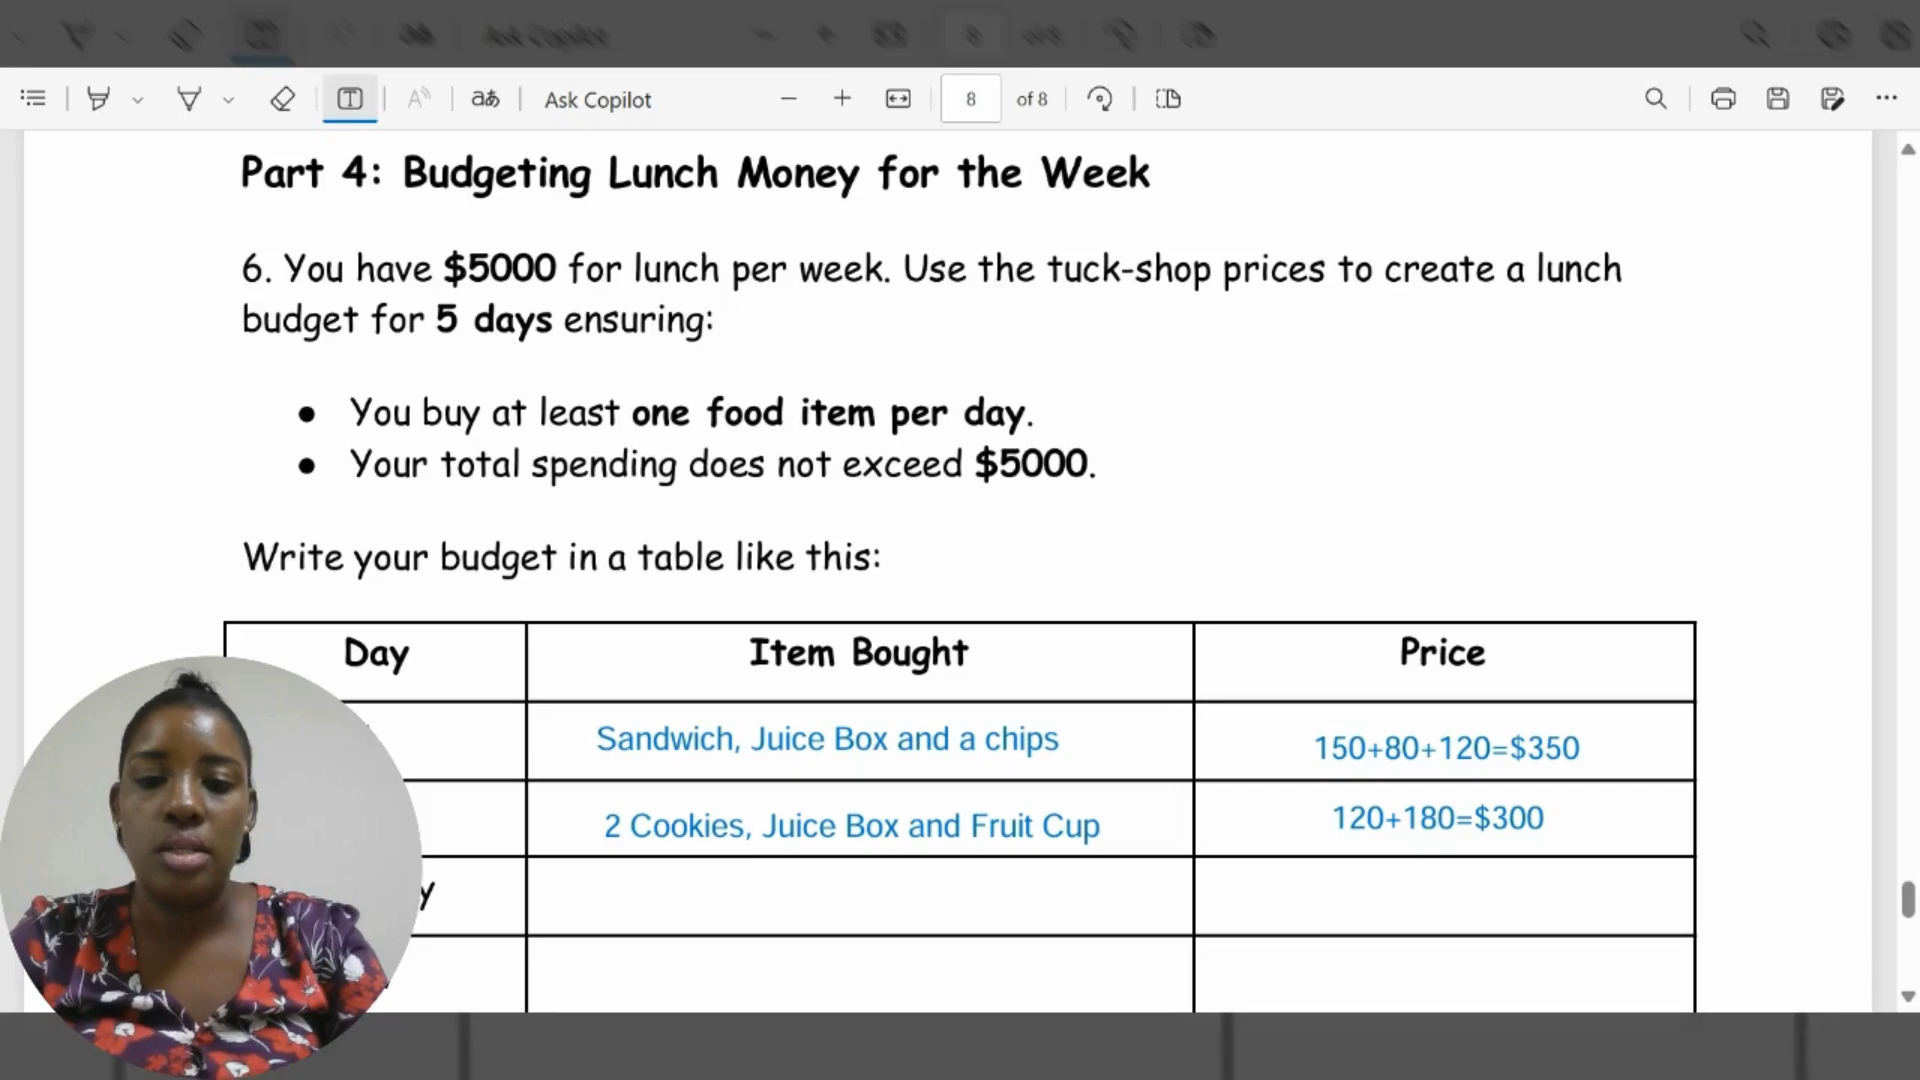 Ask Copilot
8 of 8
Part 4: Budgeting Lunch Money for the Week
6. You have $5000 for lunch per week. Use the tuck-shop prices to create a lunch
budget for 5 days ensuring:
● You buy at least one food item per day.
● Your total spending does not exceed $5000.
Write your budget in a table like this:
Day Item Bought Price
Sandwich, Juice Box and a chips 150+80+120=$350
2 Cookies, Juice Box and Fruit Cup 120+180=$300
y